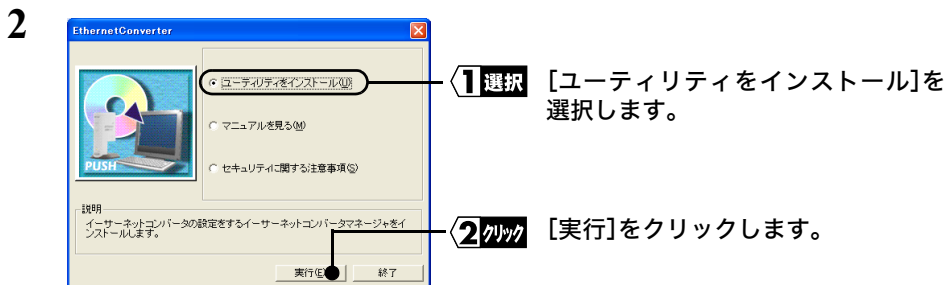 2
EthernetConverter
ユーティリティをインストール(U)
マニュアルを見る(M)
セキュリティに関する注意事項(S)
PUSH
説明
イーサーネットコンバータの設定をするイーサーネットコンバータマネージャをイ
ンストールします。
実行(E)
終了
1 選択
[ユーティリティをインストール]を
選択します。
2 クリック
[実行]をクリックします。